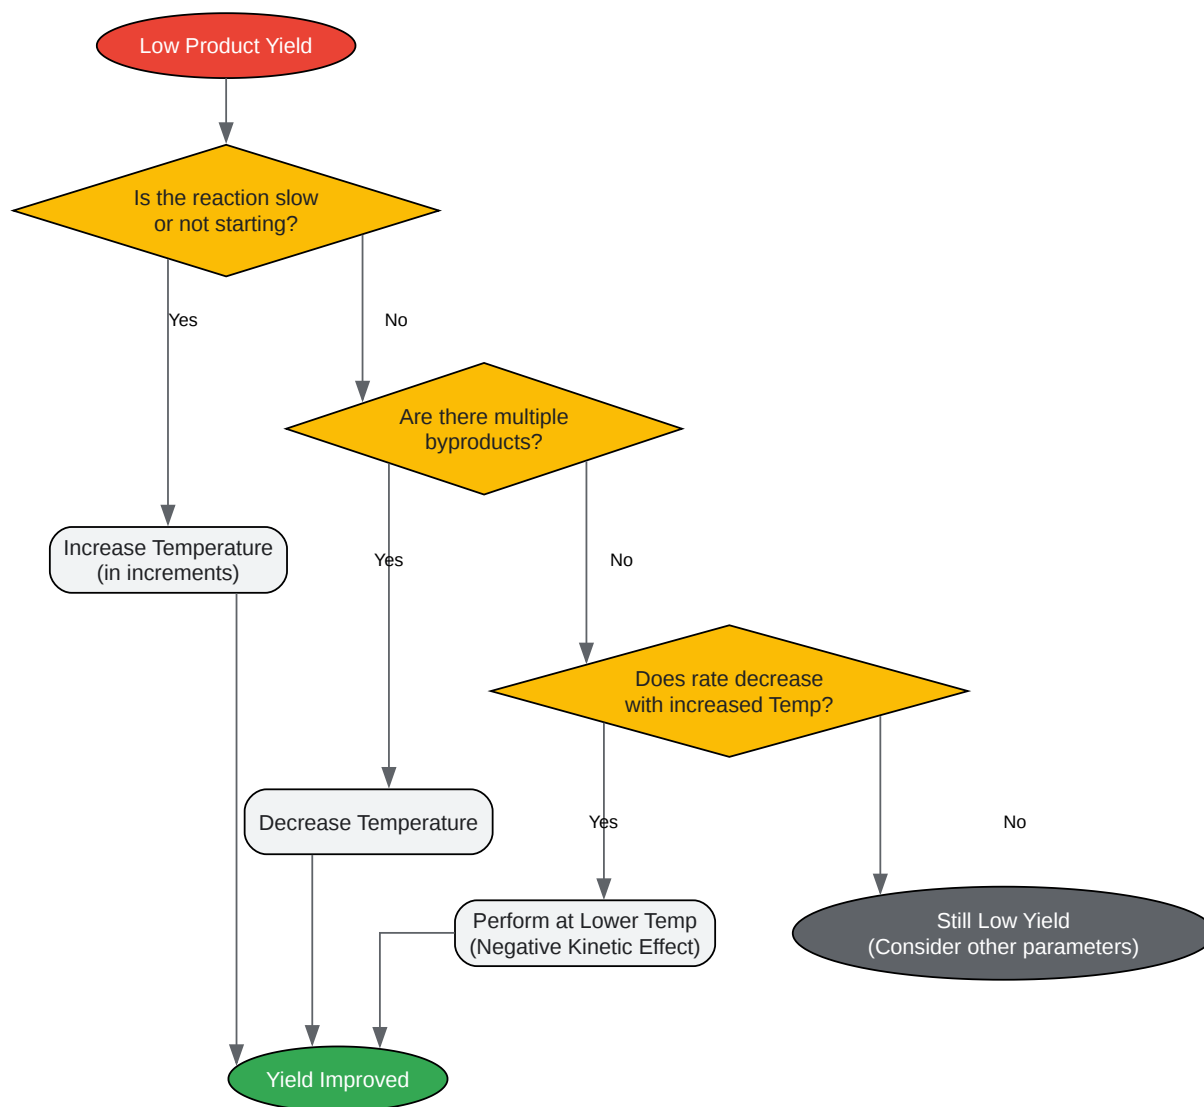 Low Product Yield
Is the reaction slow
or not starting?
Yes
No
Are there multiple
byproducts?
Increase Temperature
(in increments)
Yes
No
Does rate decrease
with increased Temp?
Decrease Temperature
Yes
No
Perform at Lower Temp
(Negative Kinetic Effect)
Still Low Yield
(Consider other parameters)
Yield Improved